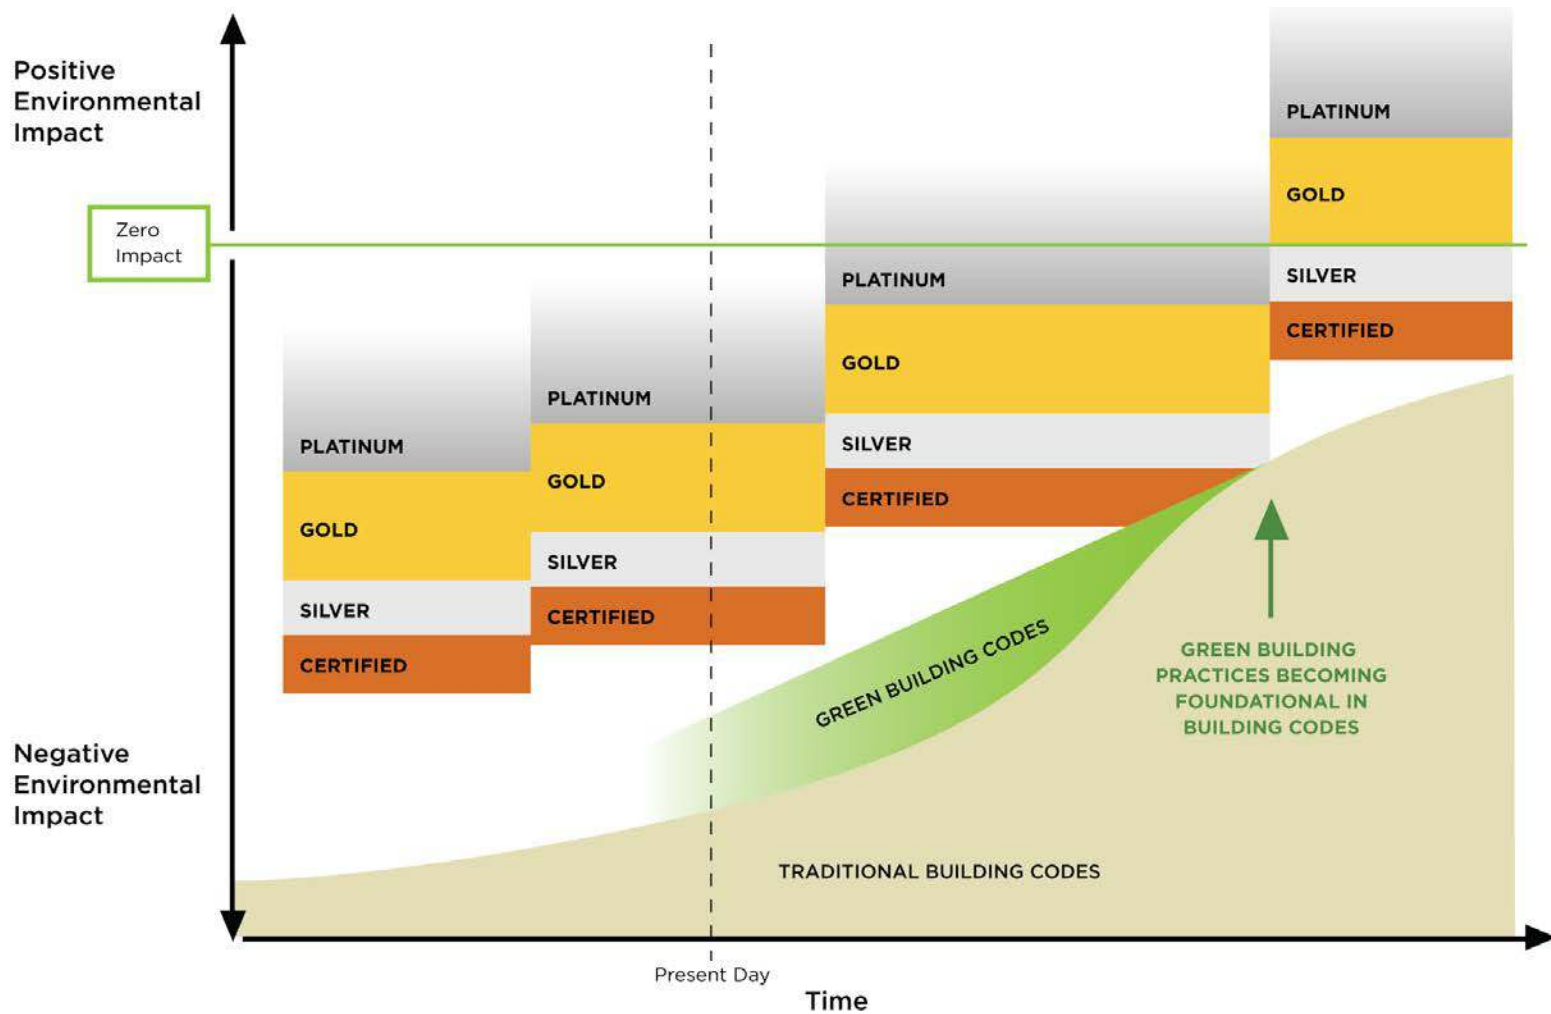 Positive
Environmental
Impact
Zero
Impact
Negative
Environmental
Impact
PLATINUM
GOLD
SILVER
CERTIFIED
PLATINUM
GOLD
SILVER
CERTIFIED
PLATINUM
GOLD
SILVER
CERTIFIED
PLATINUM
GOLD
SILVER
CERTIFIED
GREEN BUILDING CODES
GREEN BUILDING
PRACTICES BECOMING
FOUNDATIONAL IN
BUILDING CODES
TRADITIONAL BUILDING CODES
Present Day
Time